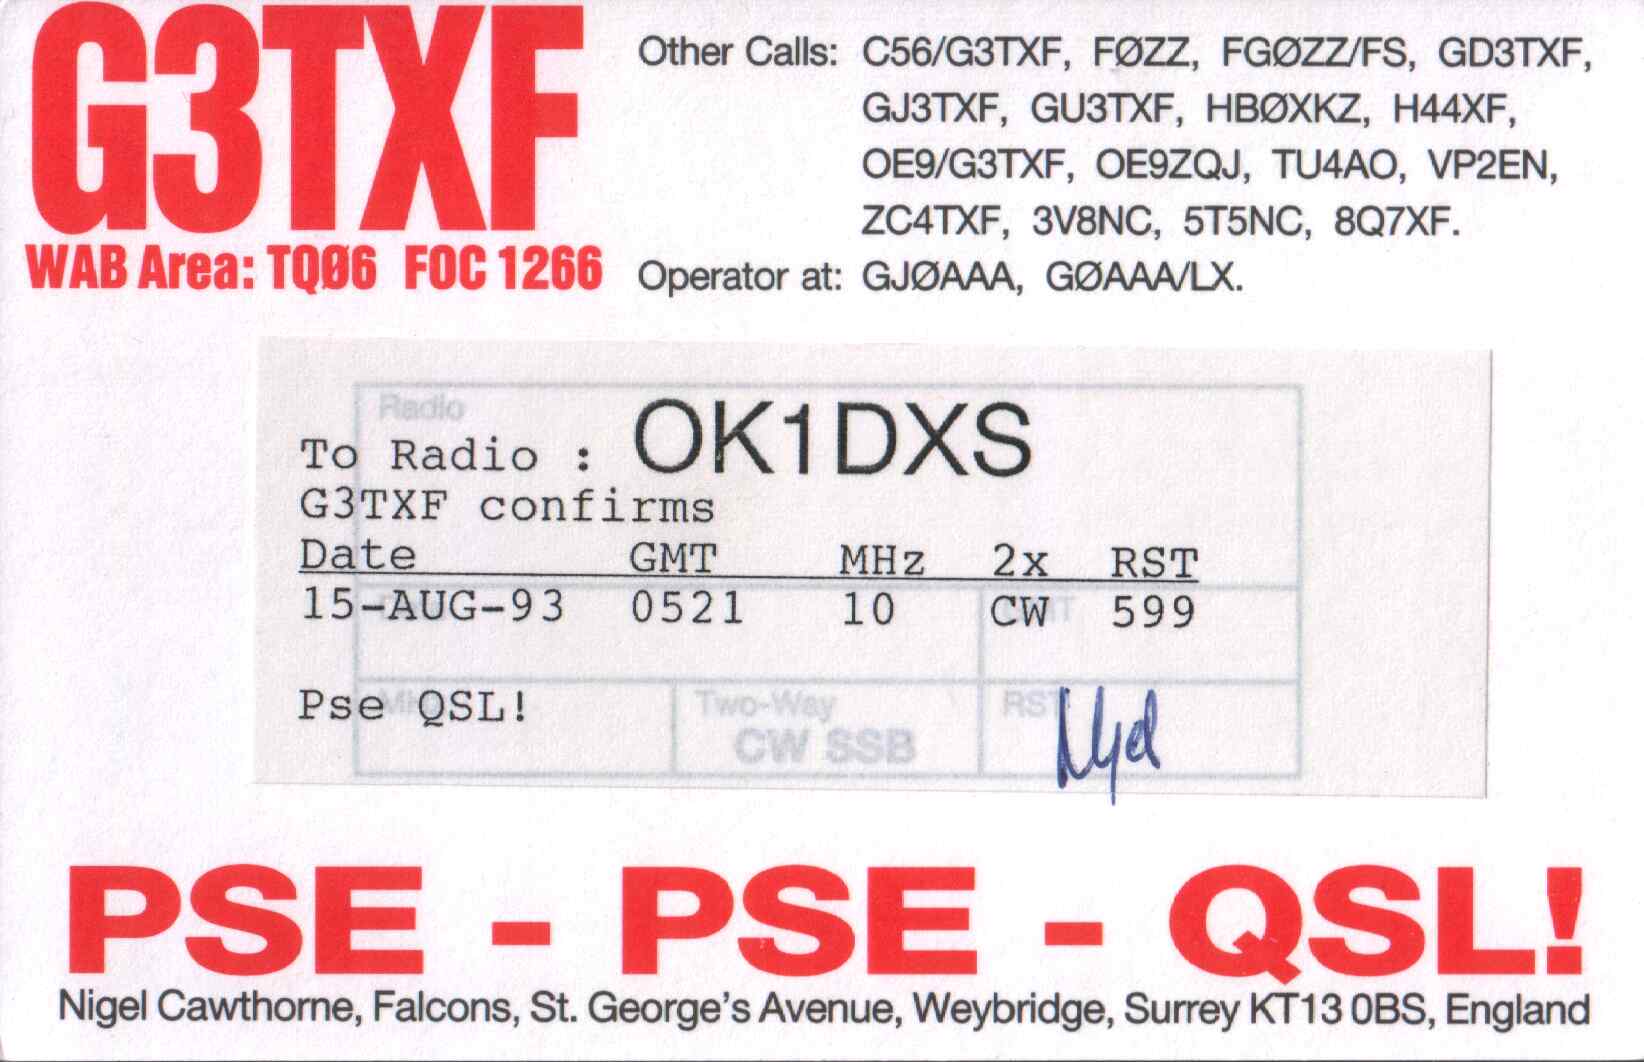 G3TXF
WAB Area: TQØ6 FOC 1266
Other Calls: C56/G3TXF, FØZZ, FGØZZ/FS, GD3TXF,
GJ3TXF, GU3TXF, HBØXKZ, H44XF,
OE9/G3TXF, OE9ZQJ, TU4AO, VP2EN,
ZC4TXF, 3V8NC, 5T5NC, 8Q7XF.
Operator at: GJØAAA, GØAAA/LX.
Radio
To Radio : OK1DXS
G3TXF confirms
Date GMT MHz 2x RST
15-AUG-93 0521 10 CW 599
Pse QSL!
Two-Way
CW SSB
RST
PSE - PSE - QSL!
Nigel Cawthorne, Falcons, St. George's Avenue, Weybridge, Surrey KT13 0BS, England